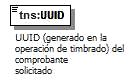 tns:UUID
UUID (generado en la
operación de timbrado) del
comprobante
solicitado